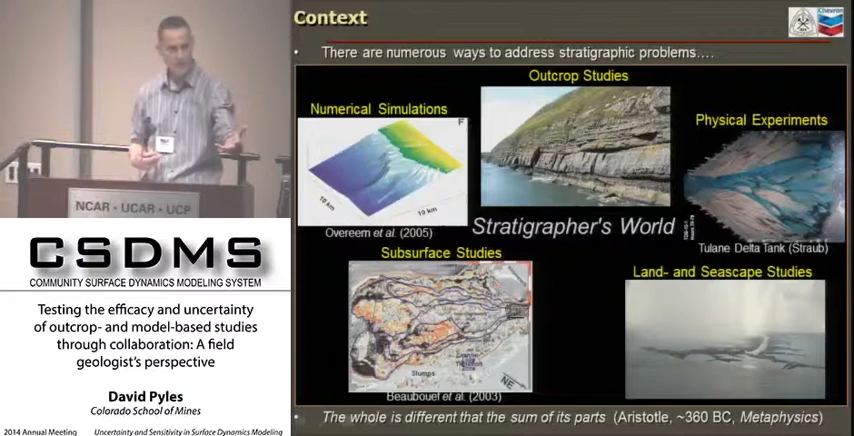 NCAR • UCAR • UCP
CSDMS
COMMUNITY SURFACE DYNAMICS MODELING SYSTEM
Testing the efficacy and uncertainty
of outcrop- and model-based studies
through collaboration: A field
geologist's perspective
David Pyles
Colorado School of Mines
2014 Annual Meeting
Uncertainty and Sensitivity in Surface Dynamics Modeling
Context
Chevron
• There are numerous ways to address stratigraphic problems….
Outcrop Studies
Numerical Simulations
F
10 km
10 km
Overeem et al. (2005)
Physical Experiments
Tulane Delta Tank (Straub)
Stratigrapher's World
Subsurface Studies
Slumps
NE
Beaubouef et al. (2003)
Land- and Seascape Studies
• The whole is different that the sum of its parts (Aristotle, ~360 BC, Metaphysics)